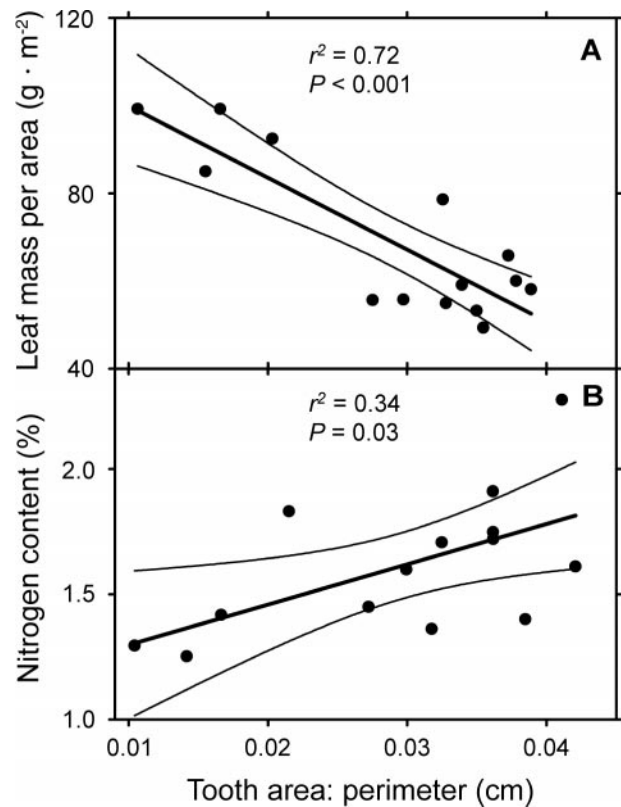 120
80
40
Leaf mass per area (g · m-2)
r2 = 0.72
P < 0.001
A
2.0
1.5
1.0
Nitrogen content (%)
r2 = 0.34
P = 0.03
B
0.01 0.02 0.03 0.04
Tooth area: perimeter (cm)